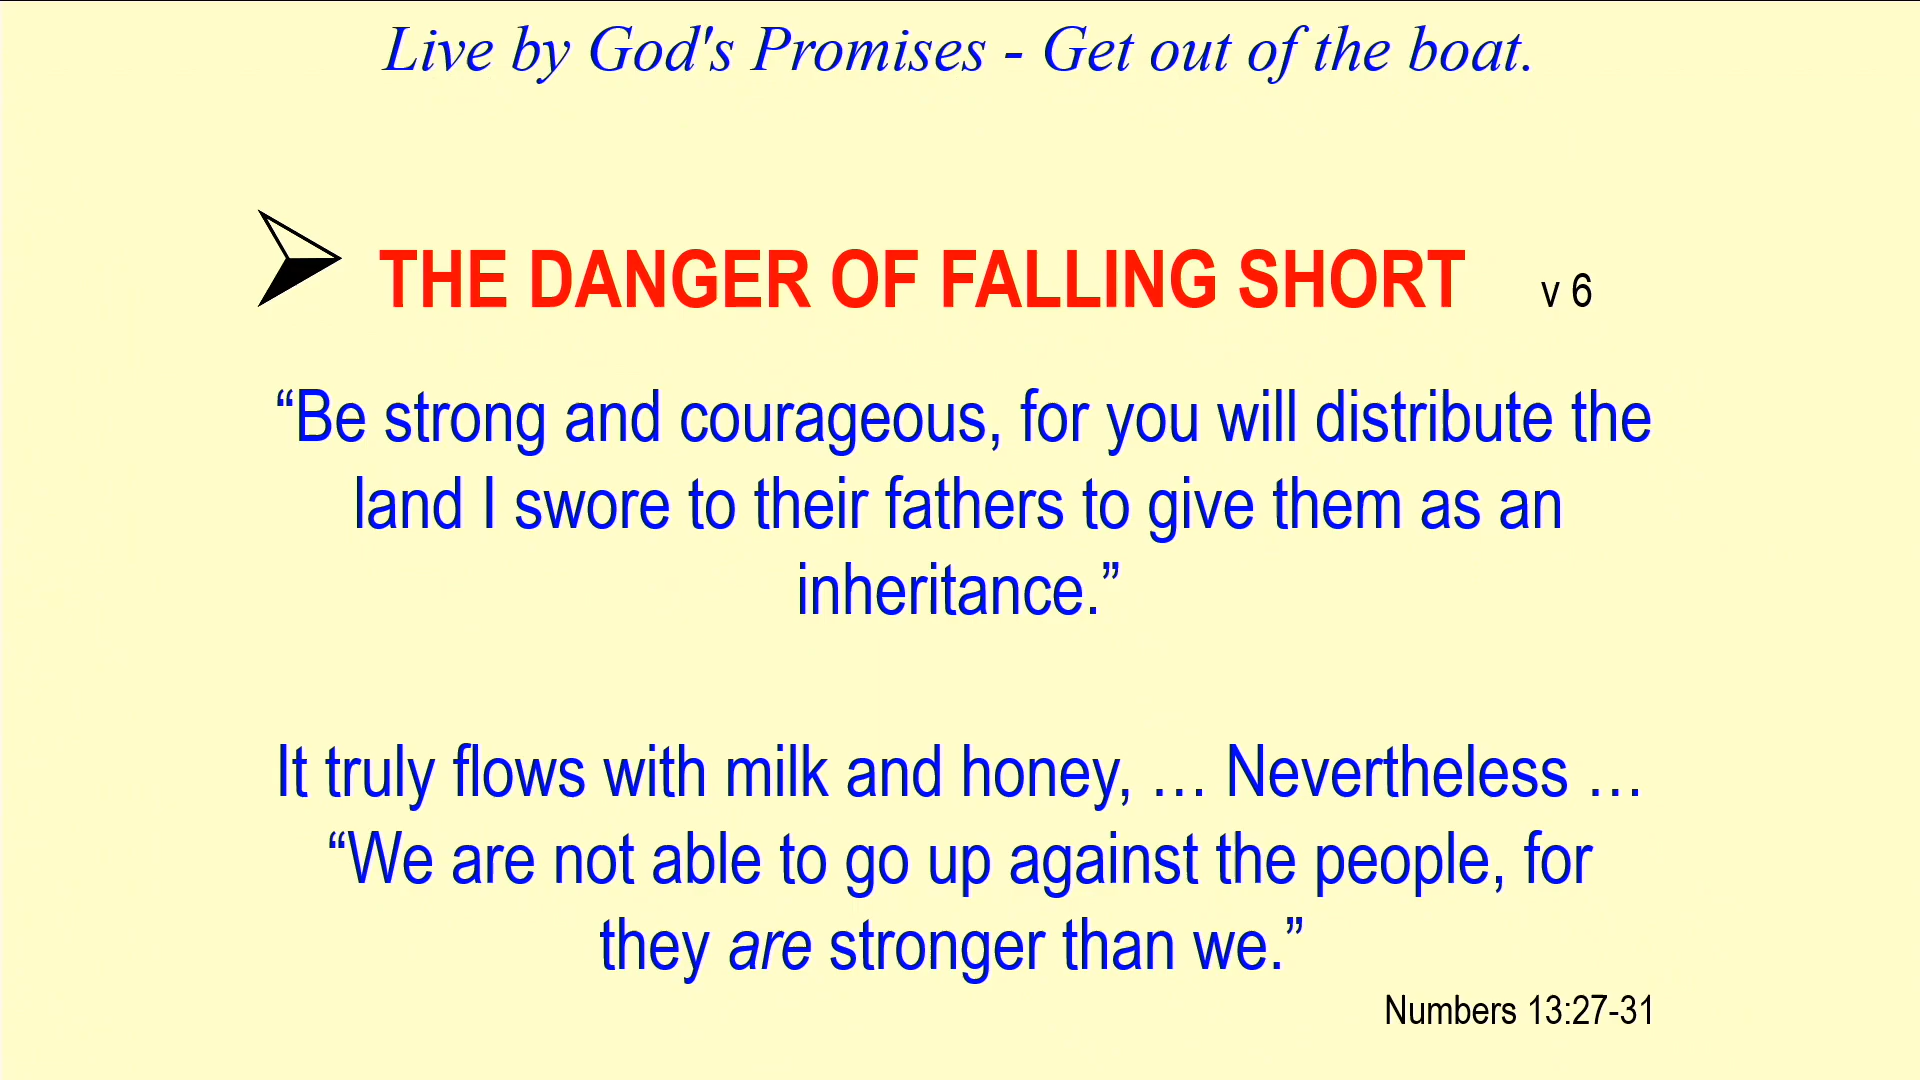 Live by God's Promises - Get out of the boat.
THE DANGER OF FALLING SHORT v 6
“Be strong and courageous, for you will distribute the
land I swore to their fathers to give them as an
inheritance.”
It truly flows with milk and honey, … Nevertheless …
“We are not able to go up against the people, for
they are stronger than we.”
Numbers 13:27-31